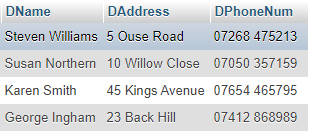 DName DAddress DPhoneNum
Steven Williams 5 Ouse Road 07268 475213
Susan Northern 10 Willow Close 07050 357159
Karen Smith 45 Kings Avenue 07654 465795
George Ingham 23 Back Hill 07412 868989